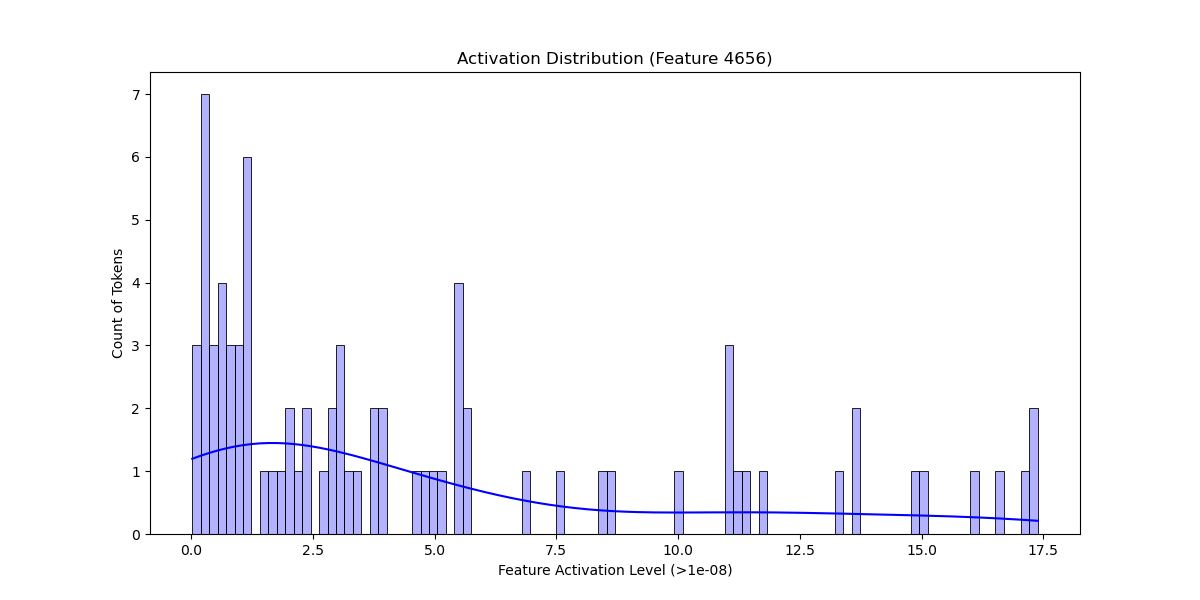 Activation Distribution (Feature 4656)
7
6
5
4
3
2
1
0
Count of Tokens
0.0 2.5 5.0 7.5 10.0 12.5 15.0 17.5
Feature Activation Level (>1e-08)